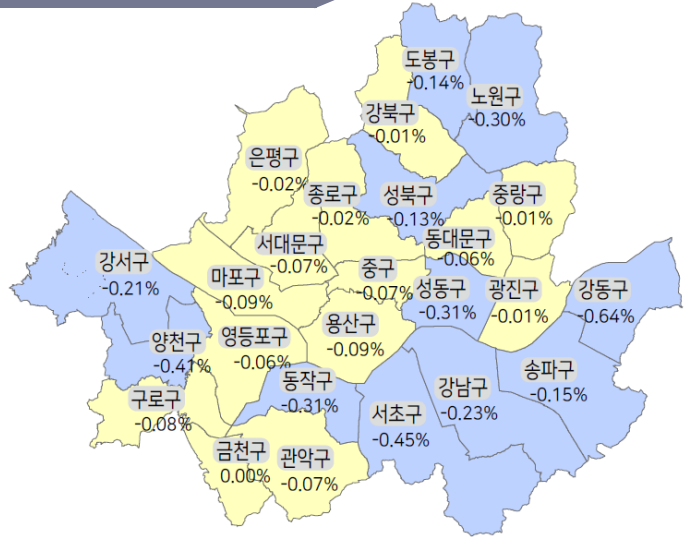 도봉구
-0.14%
노원구
-0.30%
강북구
-0.01%
은평구
-0.02%
종로구
-0.02%
성북구
-0.13%
중랑구
-0.01%
서대문구
-0.07%
동대문구
-0.06%
강서구
-0.21%
마포구
-0.09%
중구
-0.07%
성동구
-0.31%
광진구
-0.01%
강동구
-0.64%
양천구
-0.41%
영등포구
-0.06%
용산구
-0.09%
동작구
-0.31%
서초구
-0.45%
강남구
-0.23%
송파구
-0.15%
구로구
-0.08%
금천구
0.00%
관악구
-0.07%